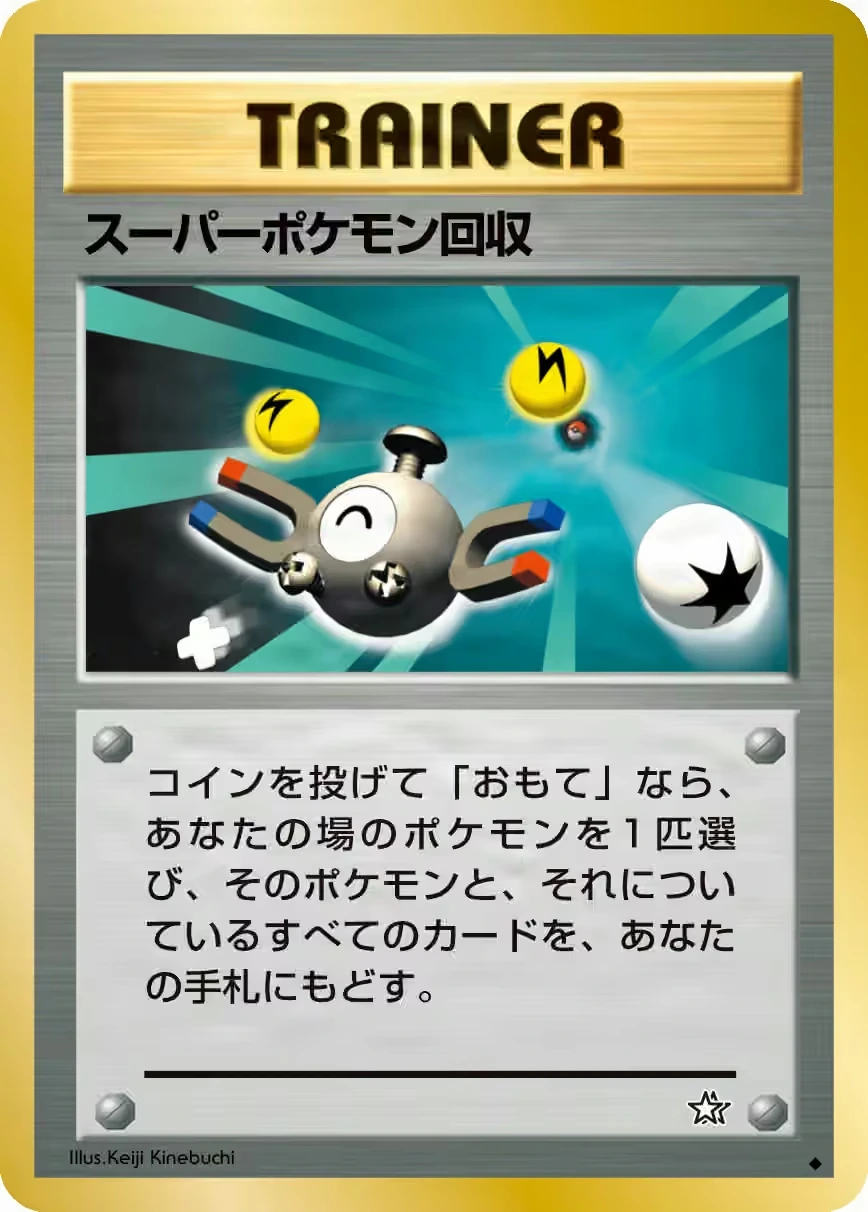 TRAINER
スーパーポケモン回収
コインを投げて「おもて」なら、
あなたの場のポケモンを1匹選
び、そのポケモンと、それについ
ているすべてのカードを、あなた
の手札にもどす。
Illus.Keiji Kinebuchi